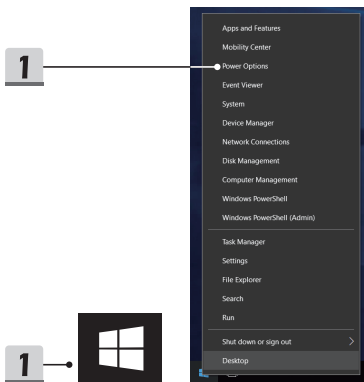 1
Apps and Features
Mobility Center
Power Options
Event Viewer
System
Device Manager
Network Connections
Disk Management
Computer Management
Windows PowerShell
Windows PowerShell (Admin)
Task Manager
Settings
File Explorer
Search
Run
Shut down or sign out
Desktop
1